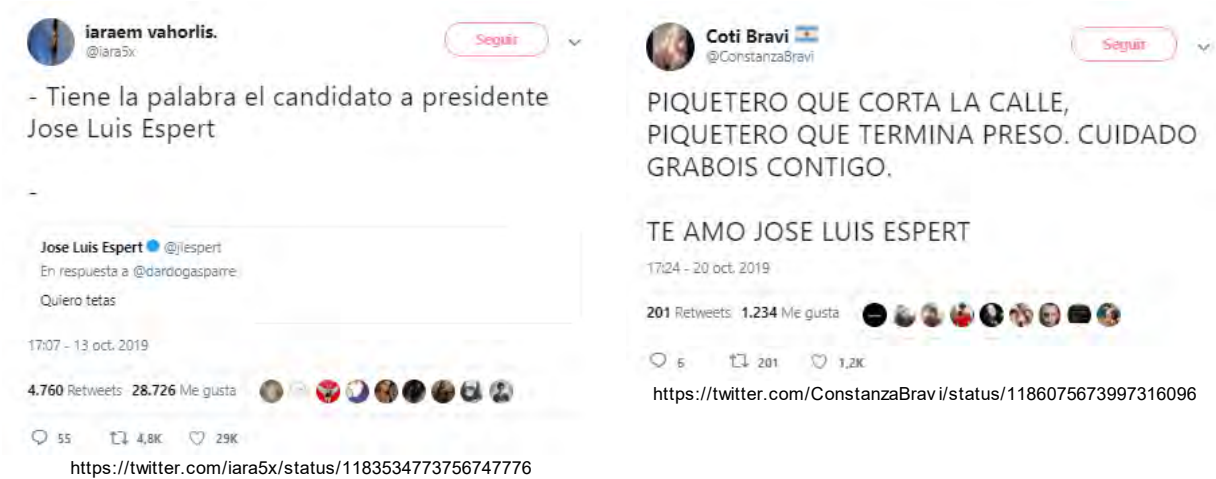 iaraem vahorlis.
@iara5x
Seguir
- Tiene la palabra el candidato a presidente
Jose Luis Espert
-
Jose Luis Espert @jlespert
En respuesta a @dardogasparre
Quiero tetas
17:07 - 13 oct. 2019
4.760 Retweets 28.726 Me gusta
55 4,8K 29K
https://twitter.com/iara5x/status/1183534773756747776
Coti Bravi
@ConstanzaBravi
Seguir
PIQUETERO QUE CORTA LA CALLE,
PIQUETERO QUE TERMINA PRESO. CUIDADO
GRABOIS CONTIGO.
TE AMO JOSE LUIS ESPERT
17:24 - 20 oct. 2019
201 Retweets 1.234 Me gusta
6 201 1,2K
https://twitter.com/ConstanzaBravi/status/1186075673997316096